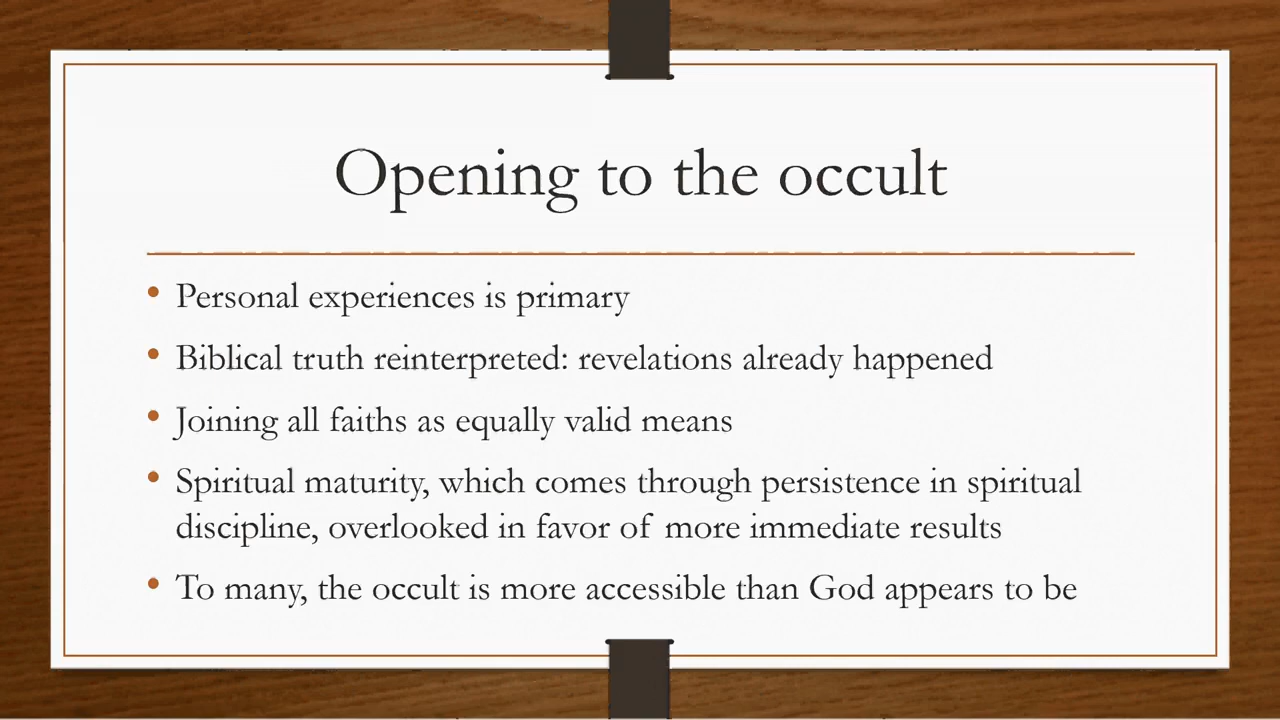 Opening to the occult
• Personal experiences is primary
• Biblical truth reinterpreted: revelations already happened
• Joining all faiths as equally valid means
• Spiritual maturity, which comes through persistence in spiritual
discipline, overlooked in favor of more immediate results
• To many, the occult is more accessible than God appears to be